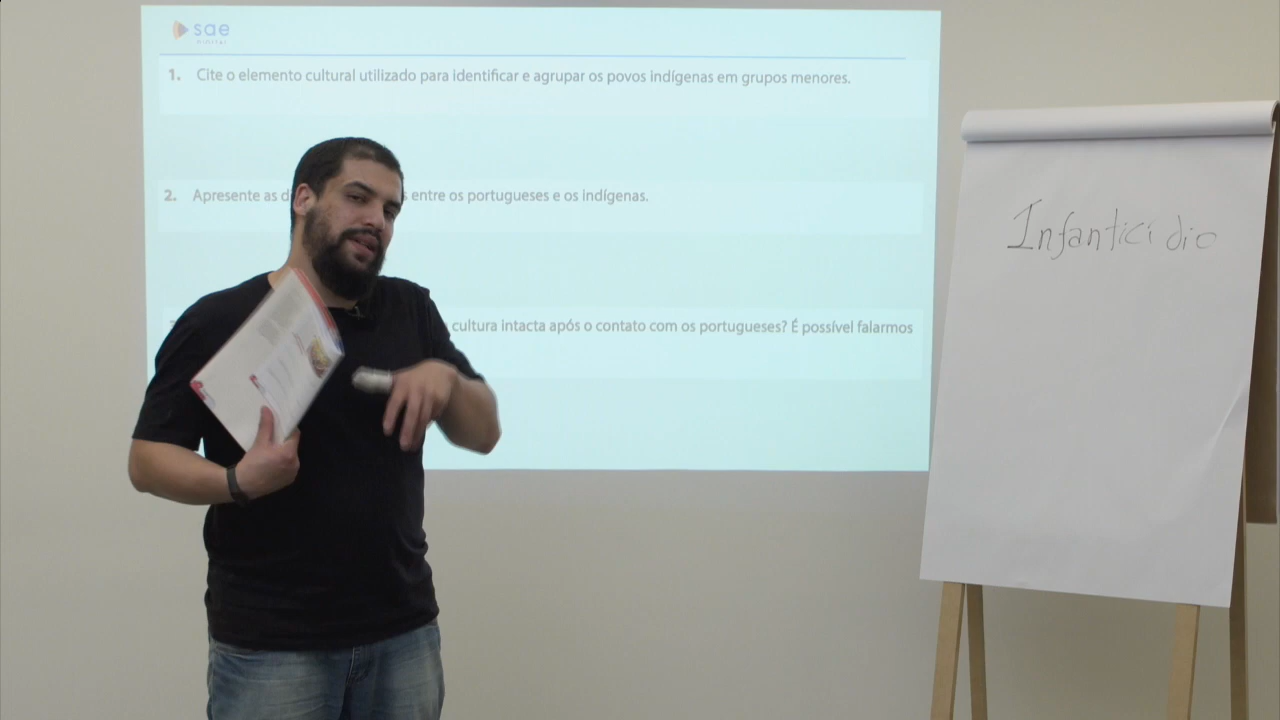 sae
1. Cite o elemento cultural utilizado para identificar e agrupar os povos indígenas em grupos menores.
2. Apresente as entre os portugueses e os indígenas.
cultura intacta após o contato com os portugueses? É possível falarmos
Infanticídio